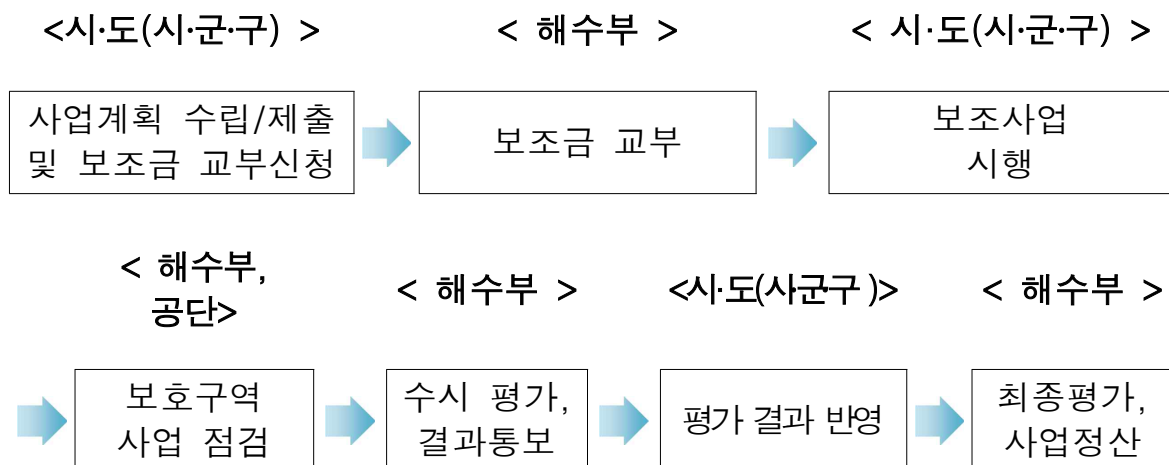 <시·도(시·군·구) >
< 해수부 >
< 시·도(시·군·구) >
사업계획 수립/제출
및 보조금 교부신청
보조금 교부
보조사업
시행
< 해수부,
공단>
< 해수부 >
<시·도(시·군·구 )>
< 해수부 >
보호구역
사업 점검
수시 평가,
결과통보
평가 결과 반영
최종평가,
사업정산